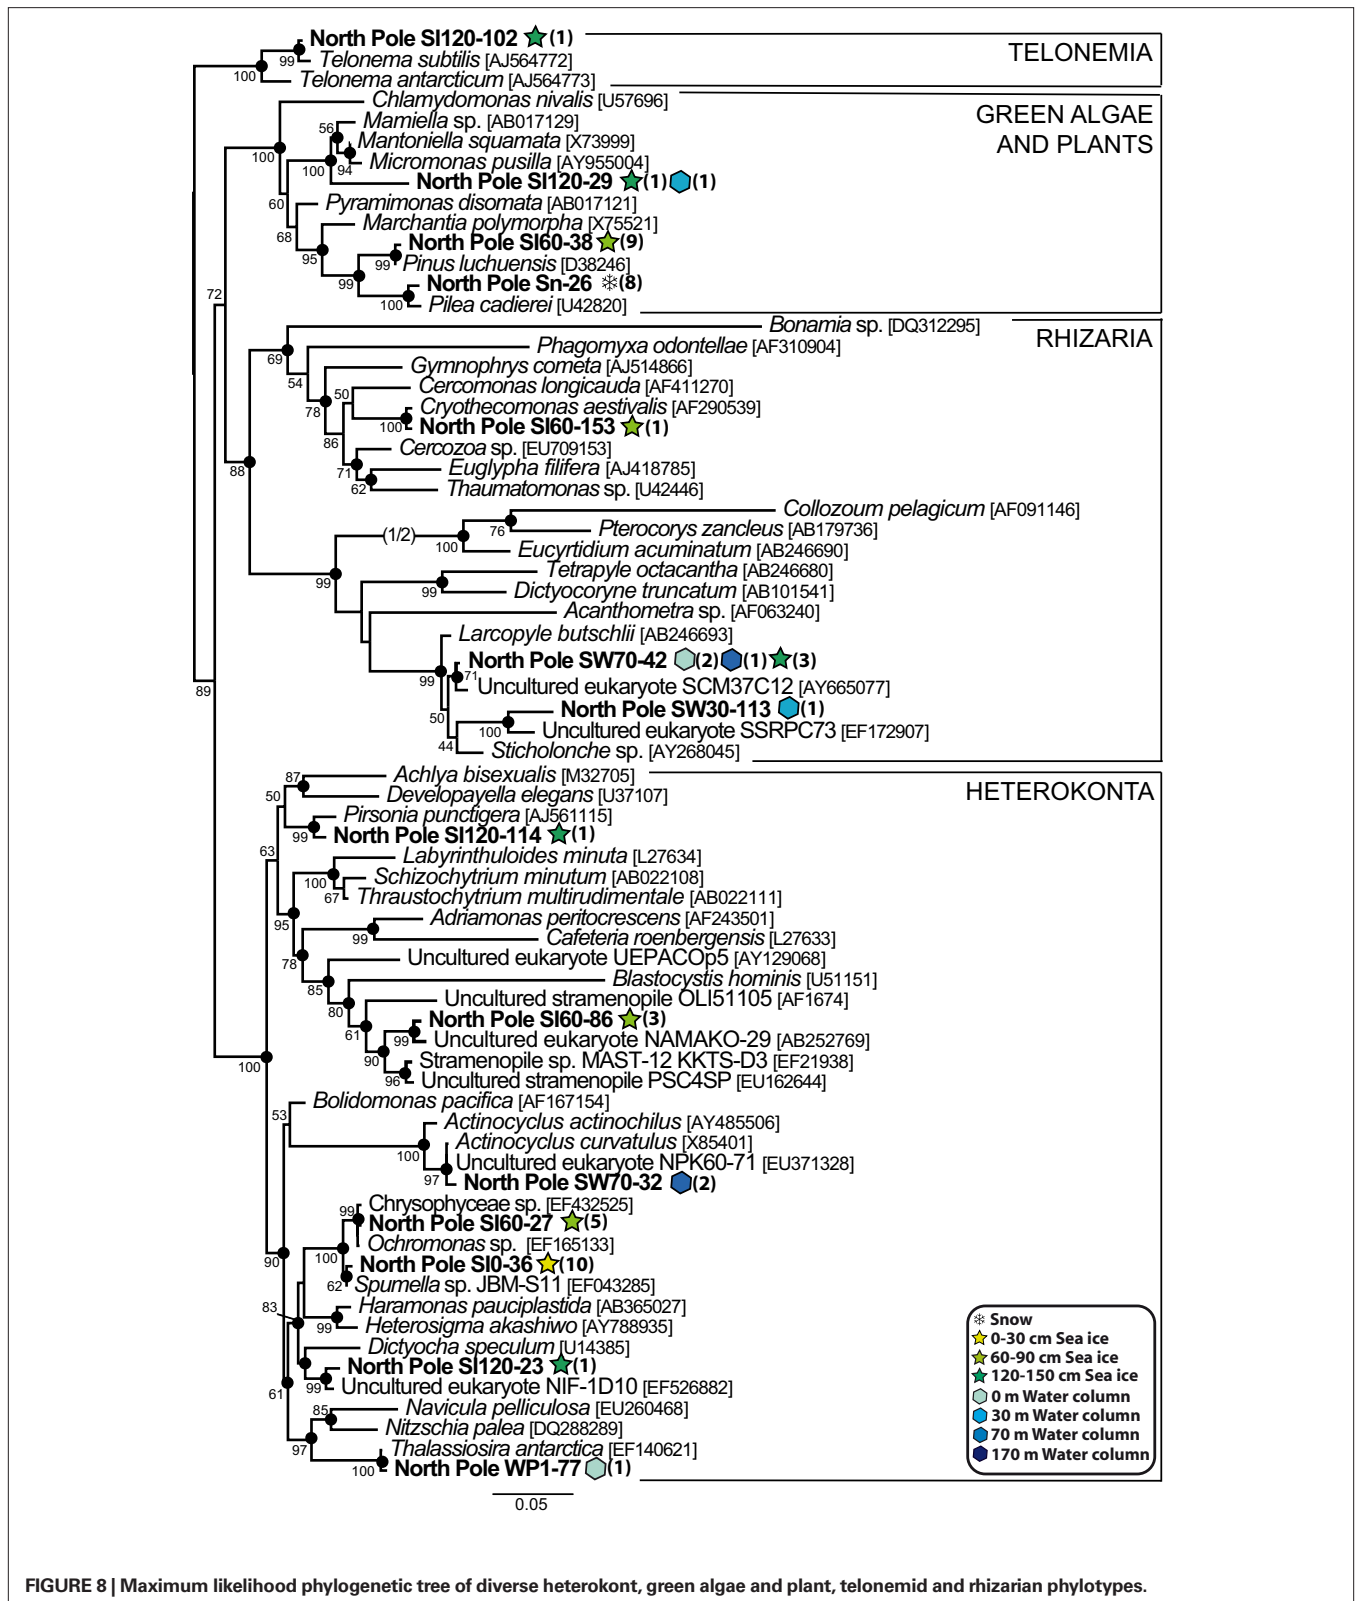 North Pole SI120-102 (1)
TELONEMIA
99
Telonema subtilis [AJ564772]
100
Telonema antarcticum [AJ564773]
Chlamydomonas nivalis [U57696]
GREEN ALGAE
AND PLANTS
56
Mamiella sp. [AB017129]
Mantoniella squamata [X73999]
100
100
94
Micromonas pusilla [AY955004]
North Pole SI120-29 (1) (1)
60
Pyramimonas disomata [AB017121]
68
Marchantia polymorpha [X75521]
95
North Pole SI60-38 (9)
99
Pinus luchuensis [D38246]
99
North Pole Sn-26 (8)
72
100
Pilea cadierei [U42820]
Bonamia sp. [DQ312295]
RHIZARIA
69
Phagomyxa odontellae [AF310904]
54
Gymnophrys cometa [AJ514866]
50
Cercomonas longicauda [AF411270]
78
Cryothecomonas aestivalis [AF290539]
100
North Pole SI60-153 (1)
86
Cercozoa sp. [EU709153]
88
71
Euglypha filifera [AJ418785]
62
Thaumatomonas sp. [U42446]
Collozoum pelagicum [AF091146]
(1/2)
76
Pterocorys zancleus [AB179736]
100
Eucyrtidium acuminatum [AB246690]
99
Tetrapyle octacantha [AB246680]
99
Dictyocoryne truncatum [AB101541]
Acanthometra sp. [AF063240]
Larcopyle butschlii [AB246693]
North Pole SW70-42 (2) (1) (3)
89
99
71
Uncultured eukaryote SCM37C12 [AY665077]
50
North Pole SW30-113 (1)
100
Uncultured eukaryote SSRPC73 [EF172907]
44
Sticholonche sp. [AY268045]
87
Achlya bisexualis [M32705]
HETEROKONTA
50
Developayella elegans [U37107]
Pirsonia punctigera [AJ561115]
99
North Pole SI120-114 (1)
63
Labyrinthuloides minuta [L27634]
100
Schizochytrium minutum [AB022108]
67
Thraustochytrium multirudimentale [AB022111]
95
Adriamonas peritocrescens [AF243501]
99
Cafeteria roenbergensis [L27633]
78
Uncultured eukaryote UEPACOp5 [AY129068]
85
Blastocystis hominis [U51151]
80
Uncultured stramenopile OLI51105 [AF1674]
61
North Pole SI60-86 (3)
99
Uncultured eukaryote NAMAKO-29 [AB252769]
100
90
Stramenopile sp. MAST-12 KKTS-D3 [EF21938]
96
Uncultured stramenopile PSC4SP [EU162644]
53
Bolidomonas pacifica [AF167154]
Actinocyclus actinochilus [AY485506]
100
Actinocyclus curvatulus [X85401]
Uncultured eukaryote NPK60-71 [EU371328]
97
North Pole SW70-32 (2)
99
Chrysophyceae sp. [EF432525]
North Pole SI60-27 (5)
90
100
Ochromonas sp. [EF165133]
North Pole SI0-36 (10)
62
Spumella sp. JBM-S11 [EF043285]
83
Haramonas pauciplastida [AB365027]
99
Heterosigma akashiwo [AY788935]
Dictyocha speculum [U14385]
North Pole SI120-23 (1)
61
99
Uncultured eukaryote NIF-1D10 [EF526882]
85
Navicula pelliculosa [EU260468]
Nitzschia palea [DQ288289]
97
Thalassiosira antarctica [EF140621]
100
North Pole WP1-77 (1)
0.05
Snow
0-30 cm Sea ice
60-90 cm Sea ice
120-150 cm Sea ice
0 m Water column
30 m Water column
70 m Water column
170 m Water column
FIGURE 8 | Maximum likelihood phylogenetic tree of diverse heterokont, green algae and plant, telonemid and rhizarian phylotypes.